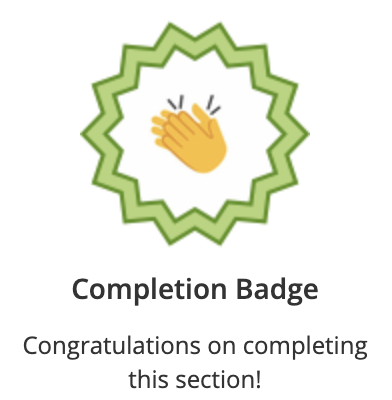 Completion Badge
Congratulations on completing
this section!